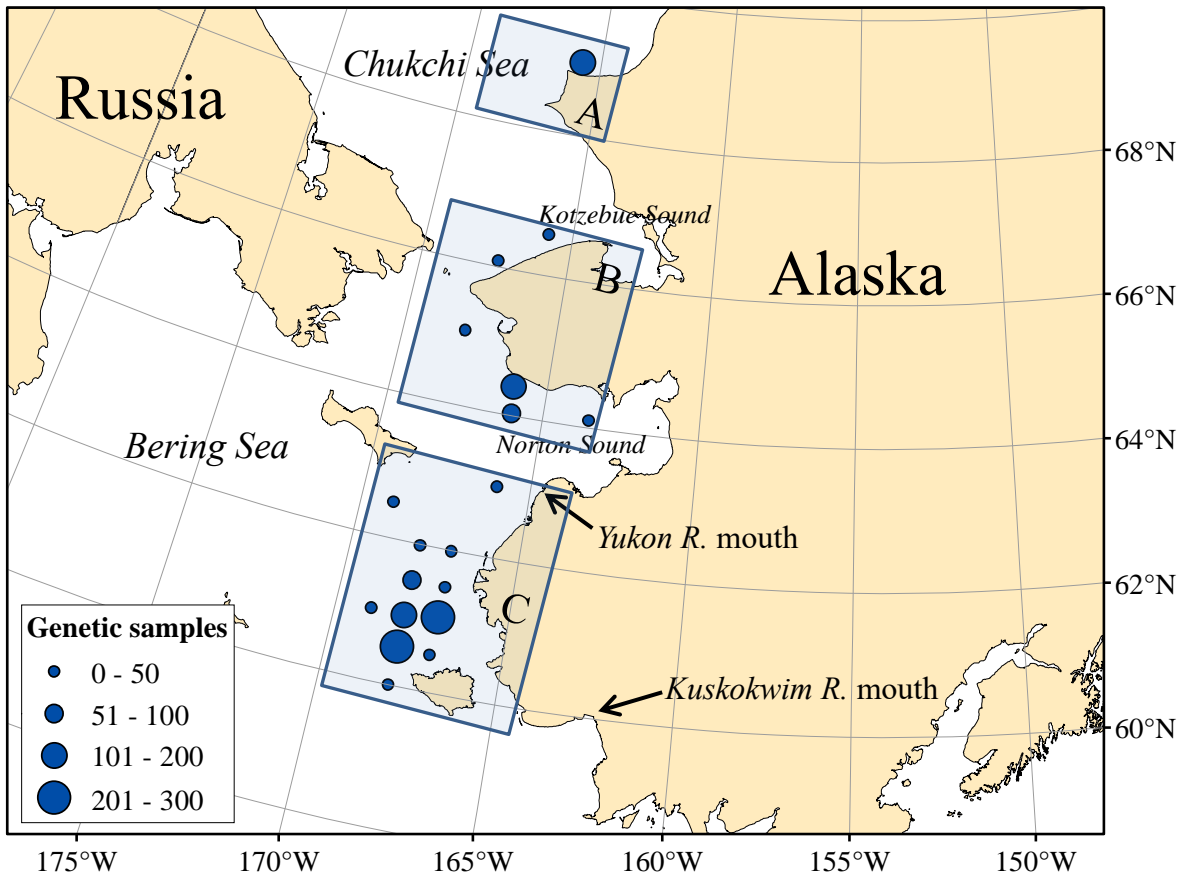 Chukchi Sea
Russia
A
68°N
Kotzebue Sound
B
Alaska
66°N
Bering Sea
Norton Sound
64°N
Yukon R. mouth
C
62°N
Genetic samples
0 - 50
51 - 100
101 - 200
201 - 300
Kuskokwim R. mouth
60°N
175°W
170°W
165°W
160°W
155°W
150°W